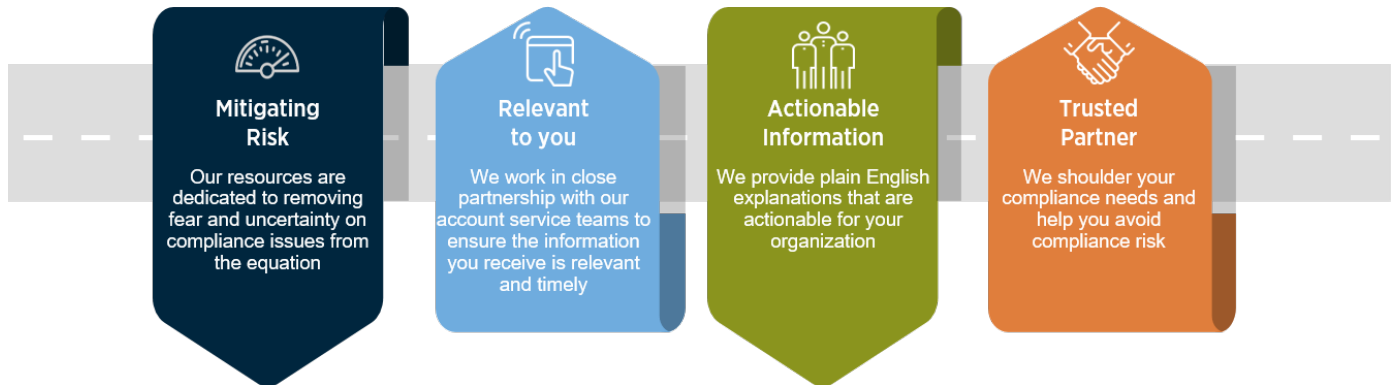 Mitigating
Risk
Our resources are
dedicated to removing
fear and uncertainty on
compliance issues from
the equation
Relevant
to you
We work in close
partnership with our
account service teams to
ensure the information
you receive is relevant
and timely
Actionable
Information
We provide plain English
explanations that are
actionable for your
organization
Trusted
Partner
We shoulder your
compliance needs and
help you avoid
compliance risk